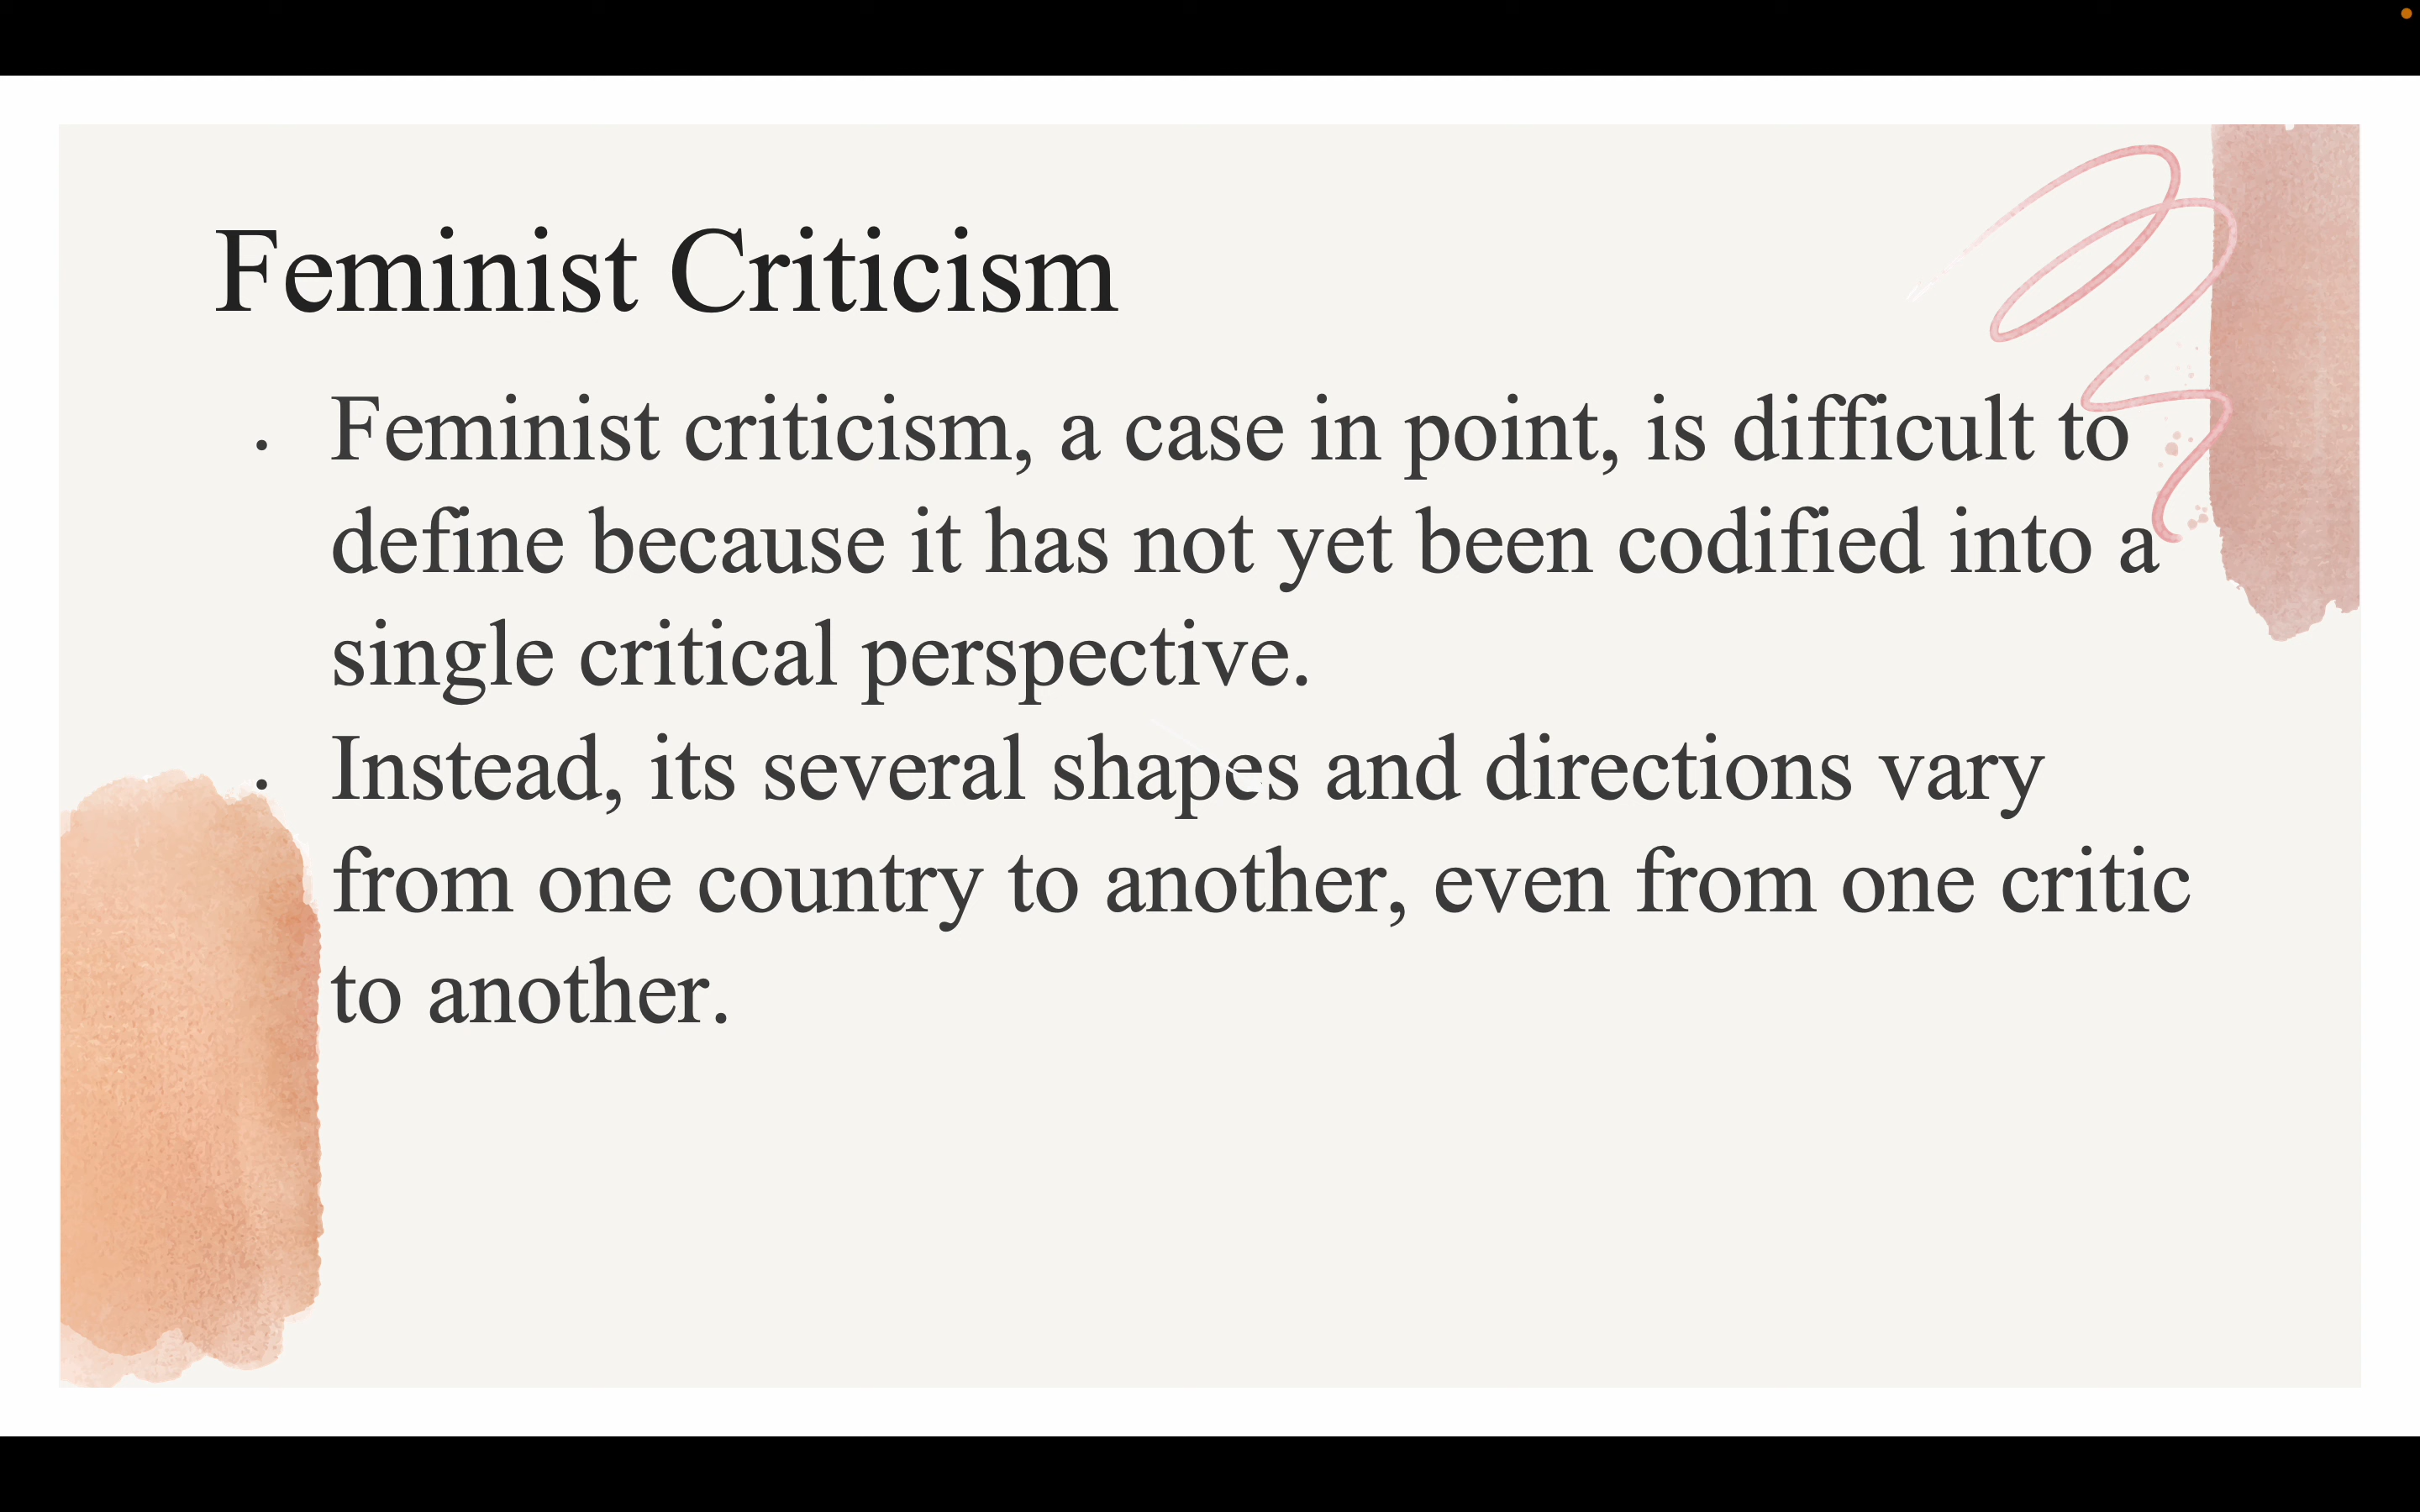 Feminist Criticism
• Feminist criticism, a case in point, is difficult to
define because it has not yet been codified into a
single critical perspective.
• Instead, its several shapes and directions vary
from one country to another, even from one critic
to another.